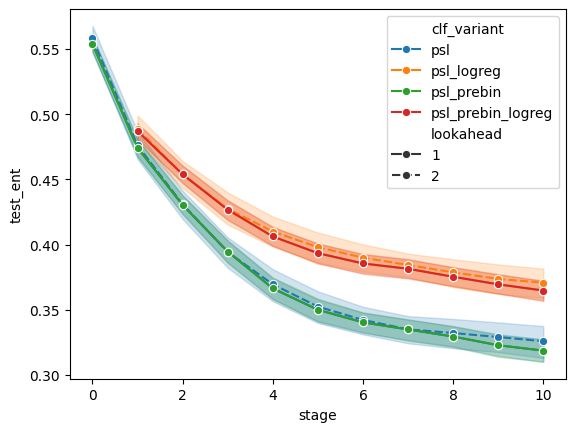 clf_variant
psl
psl_logreg
psl_prebin
psl_prebin_logreg
lookahead
1
2
test_ent
0.55
0.50
0.45
0.40
0.35
0.30
0 2 4 6 8 10
stage